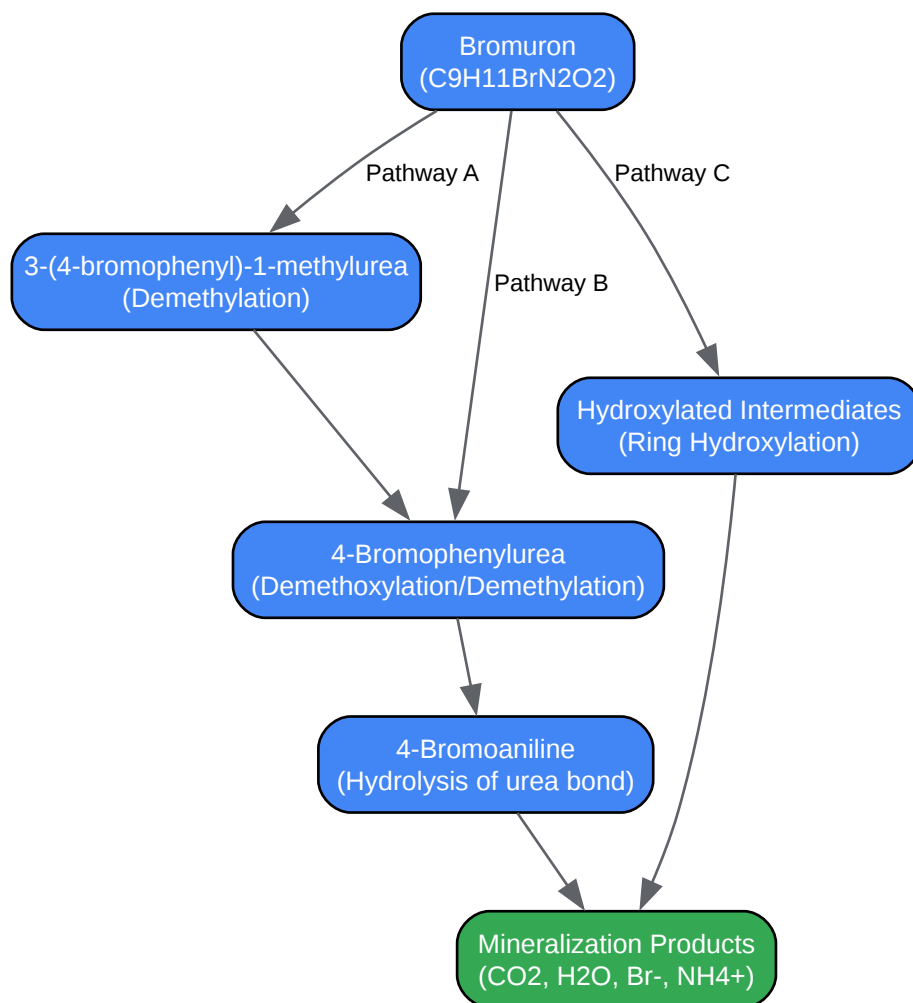 Bromuron
(C9H11BrN2O2)
Pathway A
Pathway C
3-(4-bromophenyl)-1-methylurea
(Demethylation)
Pathway B
Hydroxylated Intermediates
(Ring Hydroxylation)
4-Bromophenylurea
(Demethoxylation/Demethylation)
4-Bromoaniline
(Hydrolysis of urea bond)
Mineralization Products
(CO2, H2O, Br-, NH4+)